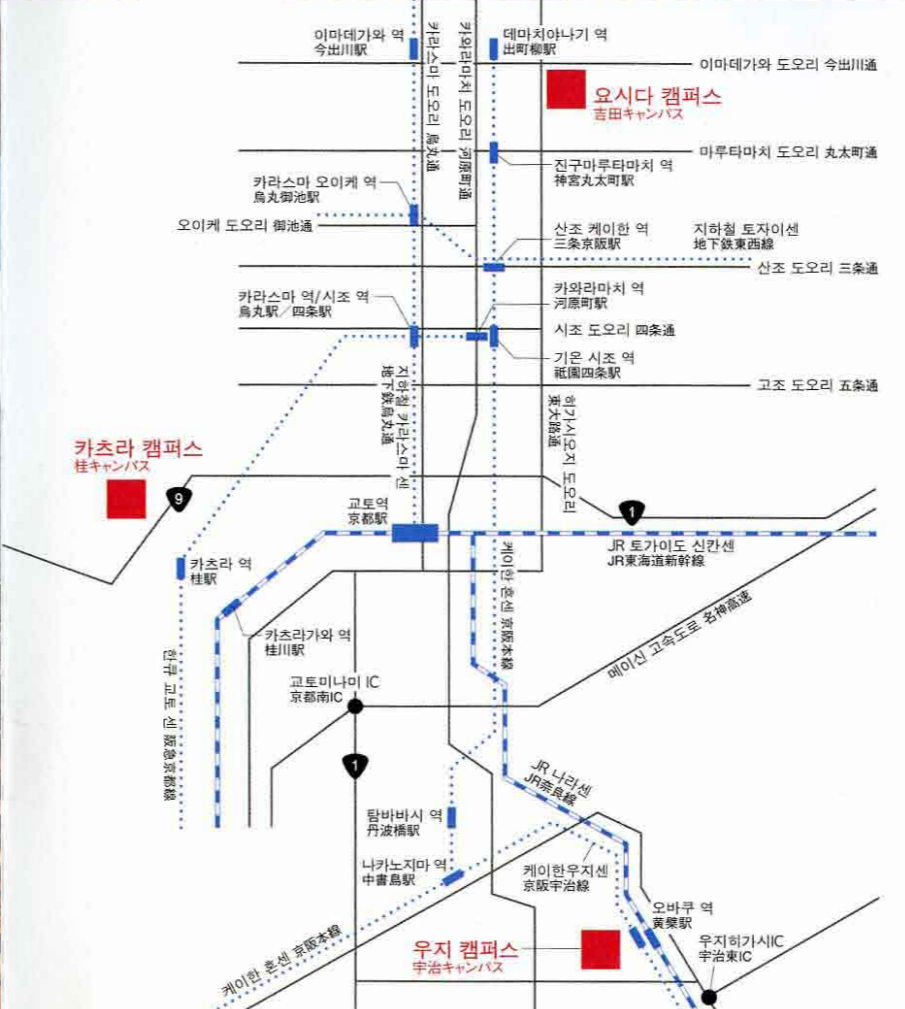 이마데가와 역
今出川駅
카라스마 도오리 烏丸通
카와라마치 도오리 河原町通
데마치야나기 역
出町柳駅
이마데가와 도오리 今出川通
요시다 캠퍼스
吉田キャンパス
마루타마치 도오리 丸太町通
진구마루타마치 역
神宮丸太町駅
카라스마 오이케 역
烏丸御池駅
오이케 도오리 御池通
산조 케이한 역
三条京阪駅
지하철 토자이센
地下鉄東西線
산조 도오리 三条通
카라스마 역/시조 역
烏丸駅/四条駅
카와라마치 역
河原町駅
시조 도오리 四条通
기온 시조 역
祗園四条駅
고조 도오리 五条通
지하철 카라스마 센
地下鉄烏丸通
히가시오지 도오리
東大路通
카츠라 캠퍼스
桂キャンパス
9
교토역
京都駅
1
JR 토가이도 신칸센
JR東海道新幹線
카츠라 역
桂駅
케이한 혼센 京阪本線
카츠라가와 역
桂川駅
메이신 고속도로 名神高速
한큐 교토 센 阪急京都線
교토미나미 IC
京都南IC
1
JR 나라센
JR奈良線
탐바바시 역
丹波橋駅
나카노지마 역
中書島駅
케이한우지센
京阪宇治線
오바쿠 역
黄檗駅
우지 캠퍼스
宇治キャンパス
우지히가시IC
宇治東IC
케이한 혼센 京阪本線